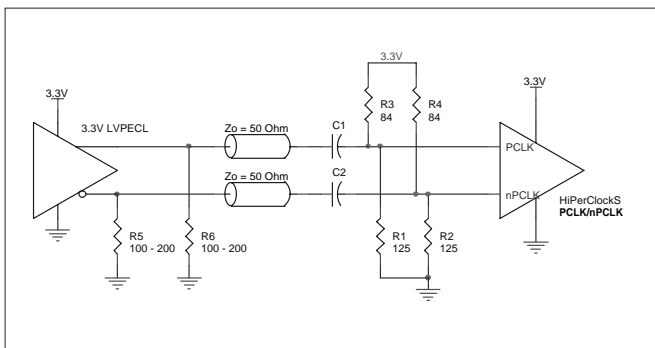 3.3V
3.3V LVPECL
R5
100 - 200
R6
100 - 200
Zo = 50 Ohm
Zo = 50 Ohm
C1
C2
3.3V
R3
84
R4
84
R1
125
R2
125
3.3V
PCLK
nPCLK
HiPerClockS
PCLK/nPCLK